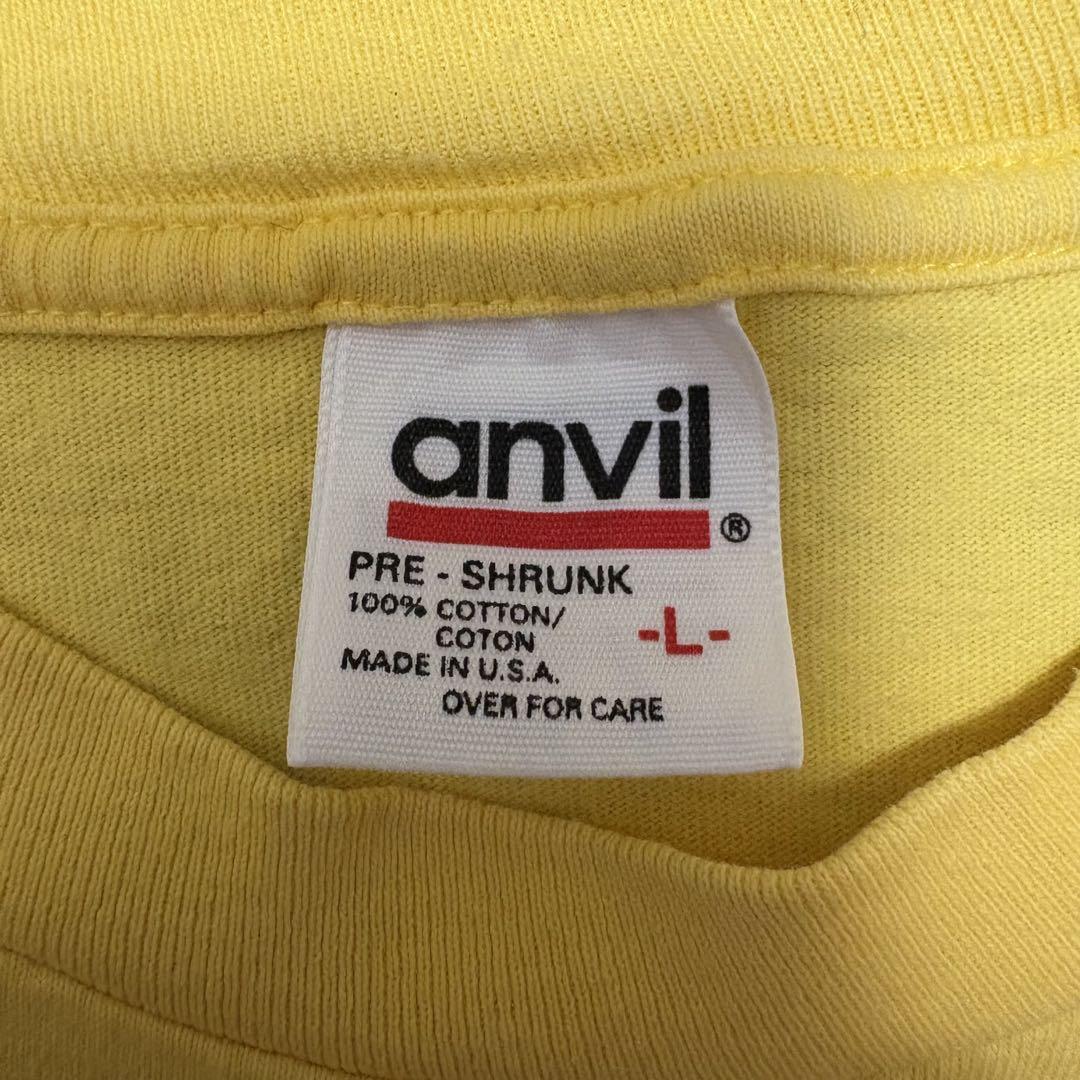 anvil®
PRE - SHRUNK
100% COTTON/
COTON
-L-
MADE IN U.S.A.
OVER FOR CARE